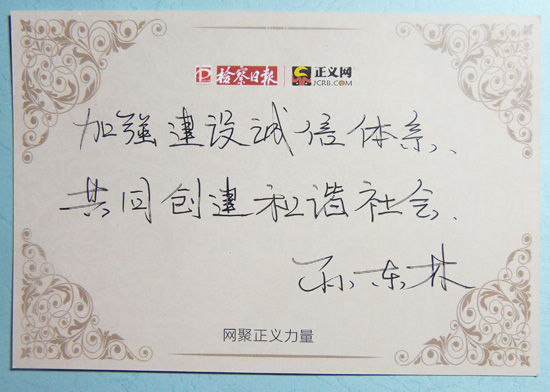 检察日报 正义网
JCRB.COM
加强建设诚信体系、
共同创建和谐社会、
孙东林
网聚正义力量